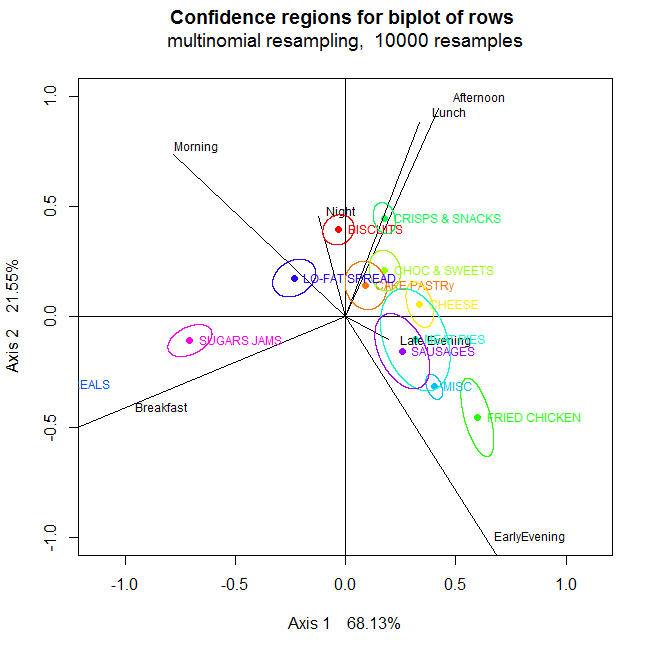 Confidence regions for biplot of rows
multinomial resampling, 10000 resamples
Afternoon
Lunch
Morning
Night
CRISPS & SNACKS
BISCUITS
CHOC & SWEETS
LO-FAT SPREAD
CAKE PASTRy
CHEESE
SUGARS JAMS
Late Evening
SAUSAGES
EALS
MISC
Breakfast
FRIED CHICKEN
EarlyEvening
1.0
0.5
0.0
-0.5
-1.0
Axis 2 21.55%
-1.0 -0.5 0.0 0.5 1.0
Axis 1 68.13%